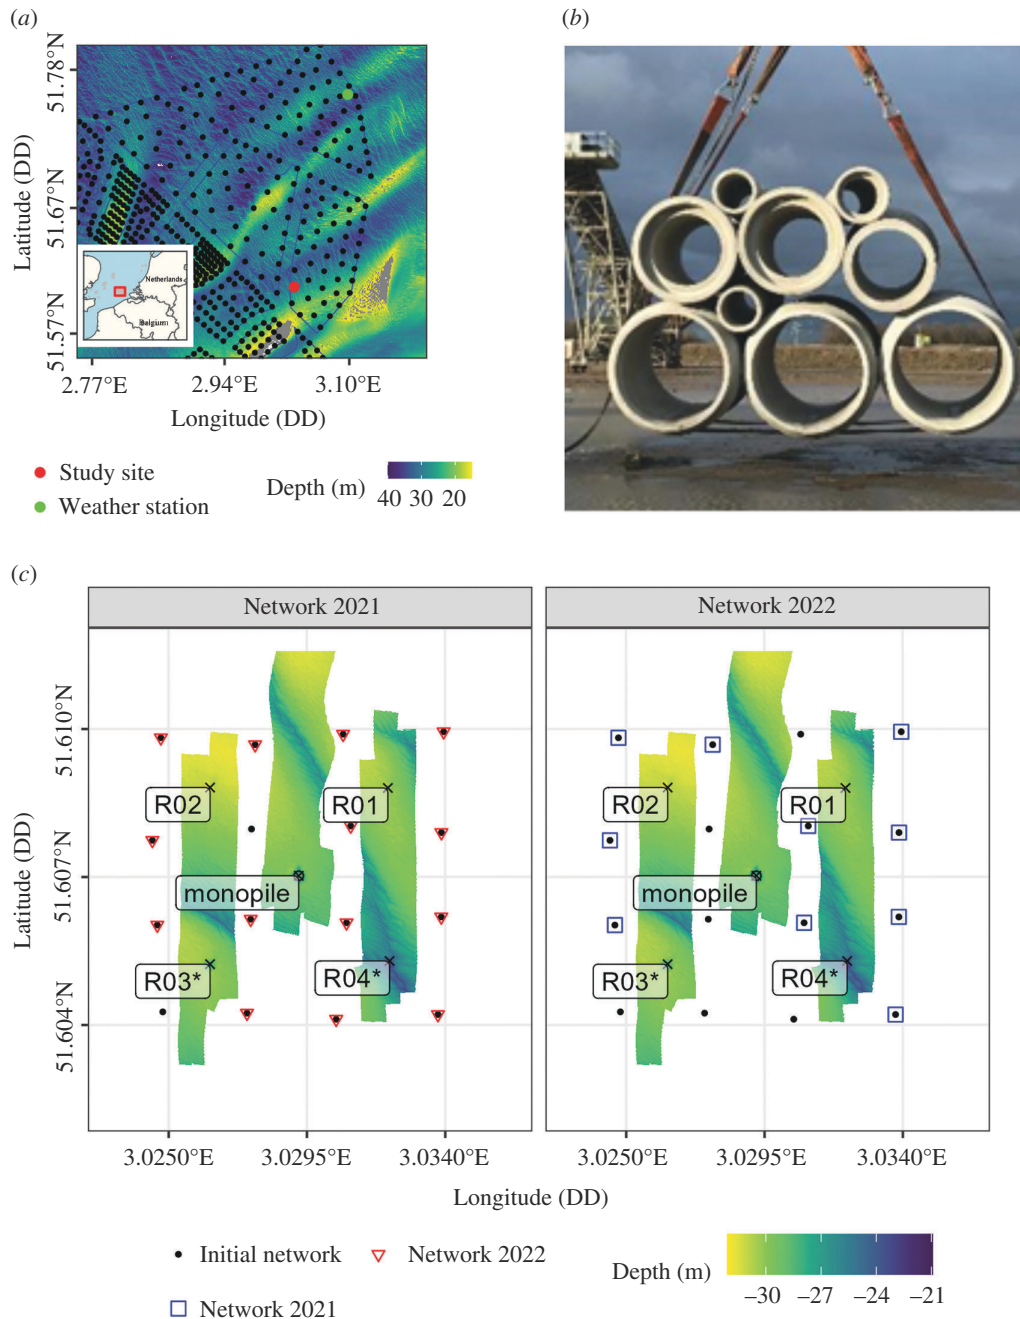 (a)
(b)
51.78°N
51.67°N
51.57°N
Latitude (DD)
Netherlands
Belgium
2.77°E 2.94°E 3.10°E
Longitude (DD)
Study site
Weather station
Depth (m)
40 30 20
(c)
Network 2021
Network 2022
51.610°N
51.607°N
51.604°N
Latitude (DD)
R02
R01
monopile
R03*
R04*
R02
R01
monopile
R03*
R04*
3.0250°E 3.0295°E 3.0340°E
3.0250°E 3.0295°E 3.0340°E
Longitude (DD)
Initial network
Network 2022
Network 2021
Depth (m)
−30 −27 −24 −21